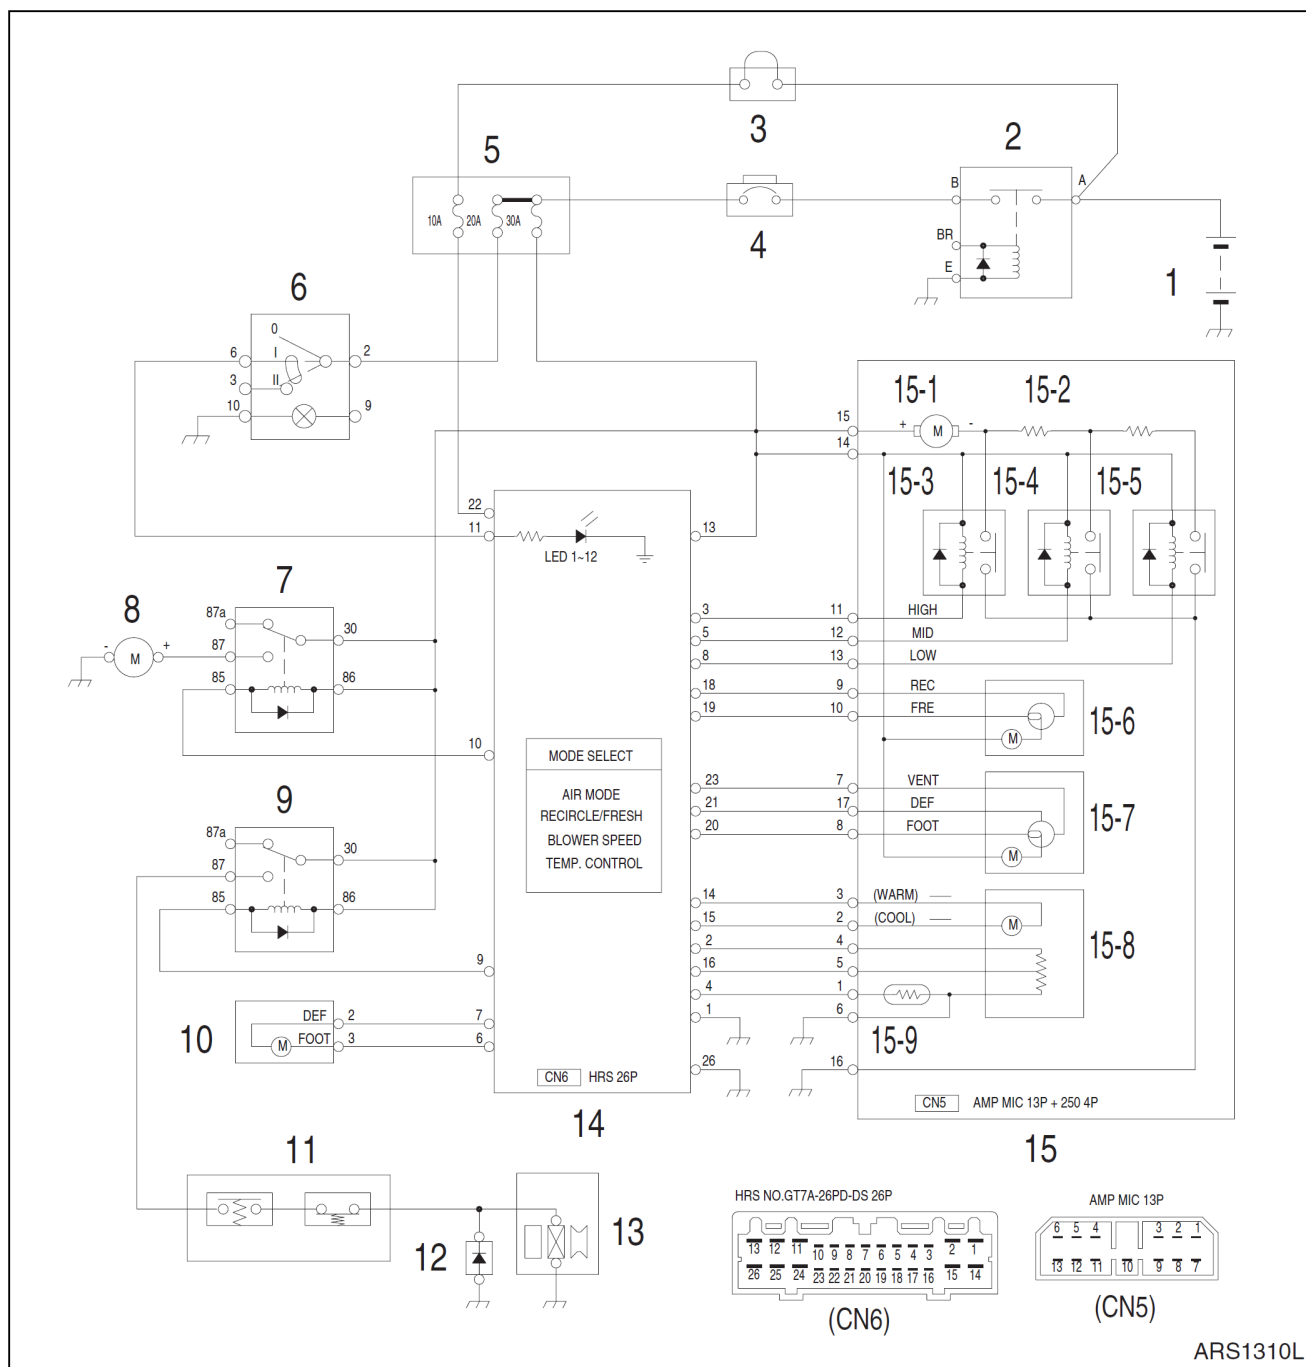 3
2
5
B
A
10A
20A
30A
4
BR
E
1
6
0
6
I
2
3
II
10
9
15-1
15-2
15
+
M
-
14
15-3
15-4
15-5
22
11
13
LED 1~12
7
87a
30
8
-
M
+
87
85
86
3
11
HIGH
5
12
MID
8
13
LOW
18
9
REC
19
10
FRE
M
15-6
10
MODE SELECT
AIR MODE
RECIRCLE/FRESH
BLOWER SPEED
TEMP. CONTROL
23
7
VENT
21
17
DEF
20
8
FOOT
M
15-7
9
87a
30
87
85
86
14
3
(WARM)
15
2
(COOL)
M
2
4
15-8
16
5
4
1
1
6
15-9
9
10
DEF
2
7
M
FOOT
3
6
26
16
CN6
HRS 26P
CN5
AMP MIC 13P + 250 4P
14
15
11
12
13
HRS NO.GT7A-26PD-DS 26P
13 12 11 10 9 8 7 6 5 4 3 2 1
26 25 24 23 22 21 20 19 18 17 16 15 14
(CN6)
AMP MIC 13P
6 5 4 3 2 1
13 12 11 10 9 8 7
(CN5)
ARS1310L